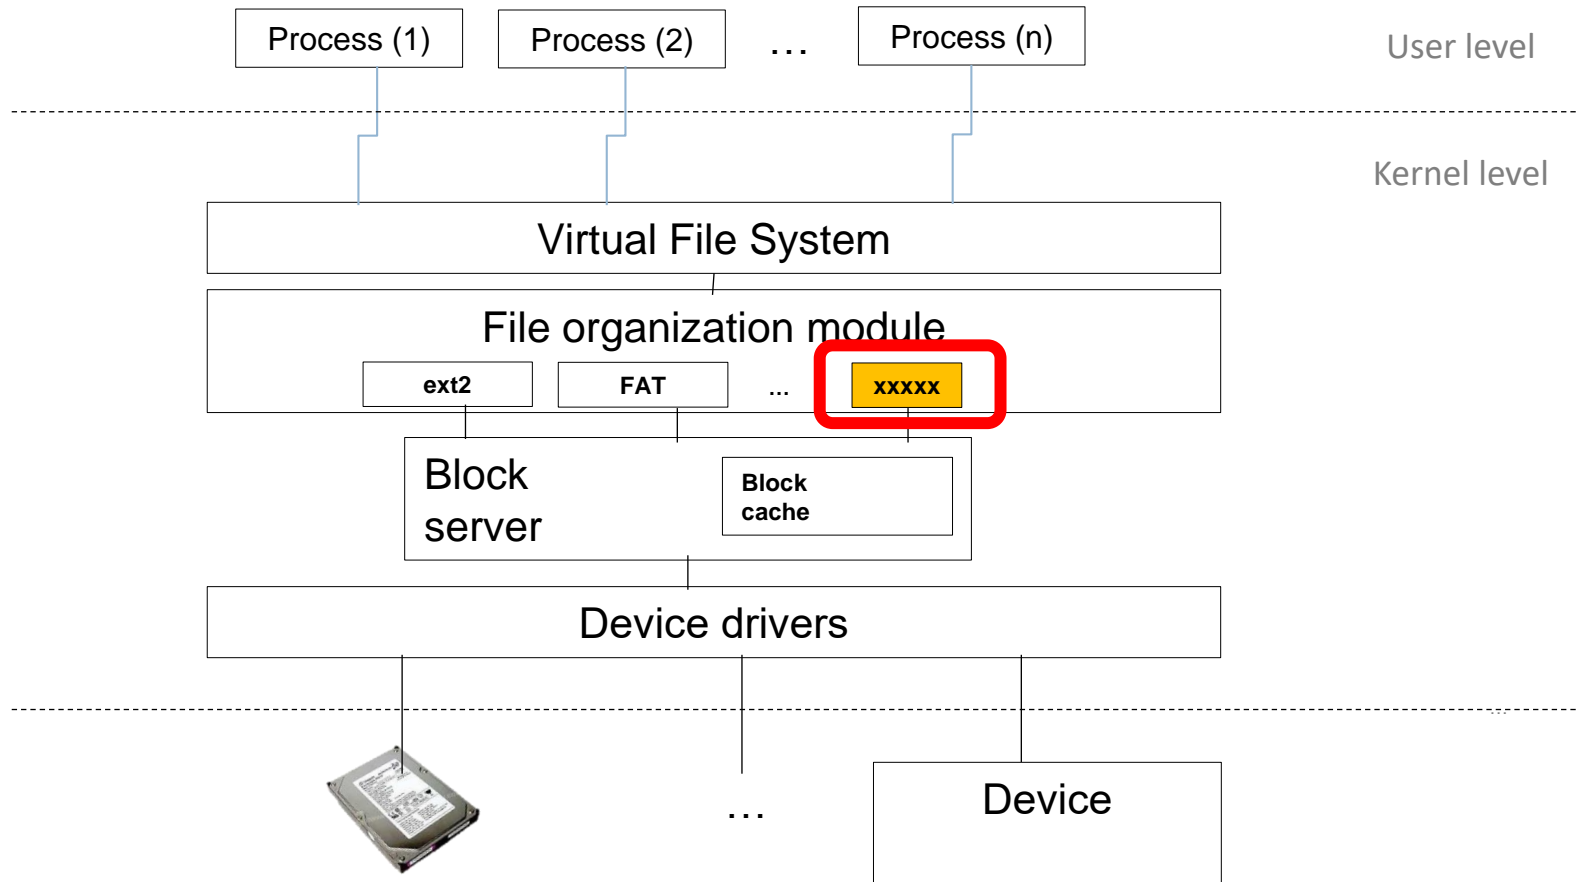 Process (1)
Process (2)
...
Process (n)
User level
Kernel level
Virtual File System
File organization module
ext2
FAT
...
xxxxx
Block
server
Block
cache
Device drivers
...
...
Device